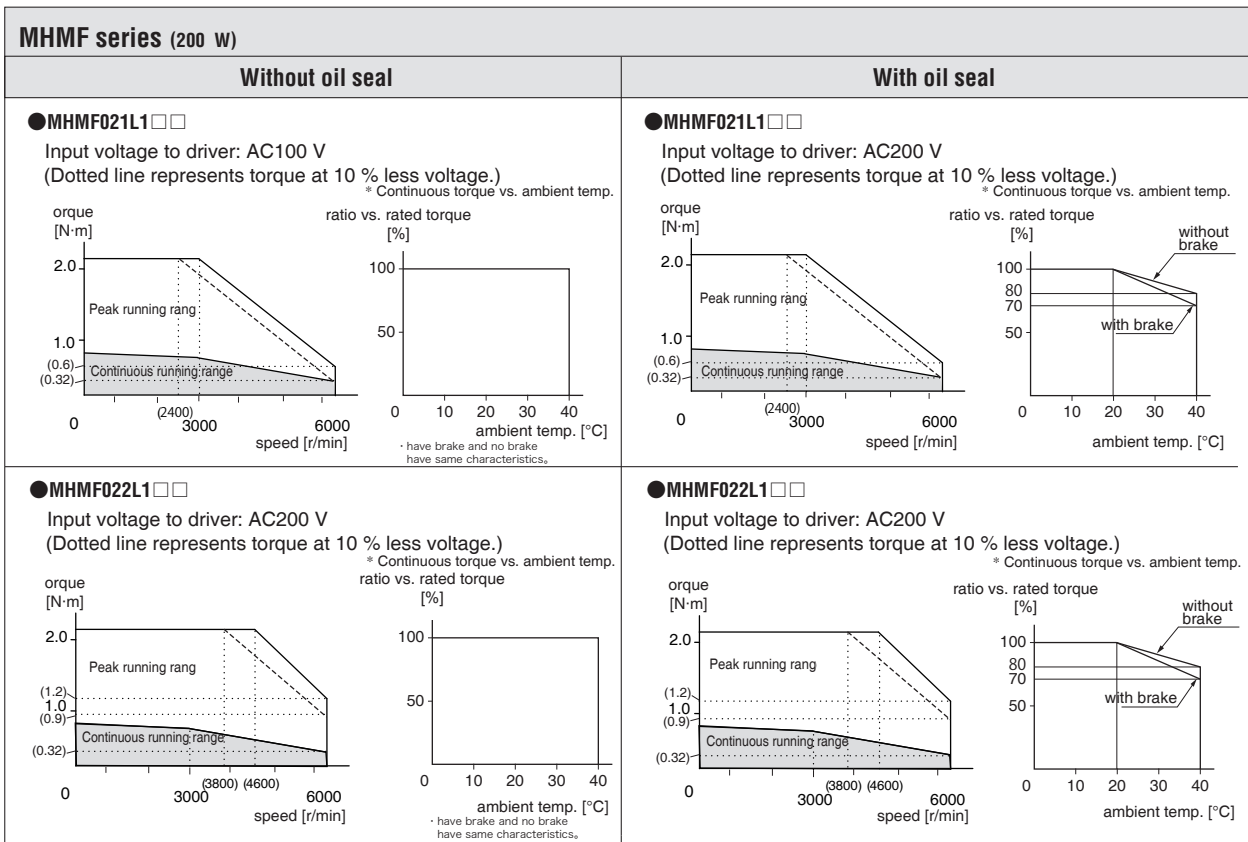 MHMF series (200 W)
Without oil seal
With oil seal
●MHMF021L1□□
Input voltage to driver: AC100 V
(Dotted line represents torque at 10 % less voltage.)
* Continuous torque vs. ambient temp.
orque
[N·m]
2.0
1.0
(0.6)
(0.32)
Peak running rang
Continuous running range
0
(2400)
3000
6000
speed [r/min]
ratio vs. rated torque
[%]
100
50
0 10 20 30 40
ambient temp. [°C]
· have brake and no brake
have same characteristics。
●MHMF021L1□□
Input voltage to driver: AC200 V
(Dotted line represents torque at 10 % less voltage.)
* Continuous torque vs. ambient temp.
orque
[N·m]
2.0
1.0
(0.6)
(0.32)
Peak running rang
Continuous running range
0
(2400)
3000
6000
speed [r/min]
ratio vs. rated torque
[%]
without
brake
100
80
70
50
with brake
0 10 20 30 40
ambient temp. [°C]
●MHMF022L1□□
Input voltage to driver: AC200 V
(Dotted line represents torque at 10 % less voltage.)
* Continuous torque vs. ambient temp.
orque
[N·m]
2.0
(1.2)
1.0
(0.9)
(0.32)
Peak running rang
Continuous running range
0
3000
(3800)
(4600)
6000
speed [r/min]
ratio vs. rated torque
[%]
100
50
0 10 20 30 40
ambient temp. [°C]
· have brake and no brake
have same characteristics。
●MHMF022L1□□
Input voltage to driver: AC200 V
(Dotted line represents torque at 10 % less voltage.)
* Continuous torque vs. ambient temp.
orque
[N·m]
2.0
(1.2)
1.0
(0.9)
(0.32)
Peak running rang
Continuous running range
0
3000
(3800)
(4600)
6000
speed [r/min]
ratio vs. rated torque
[%]
without
brake
100
80
70
50
with brake
0 10 20 30 40
ambient temp. [°C]